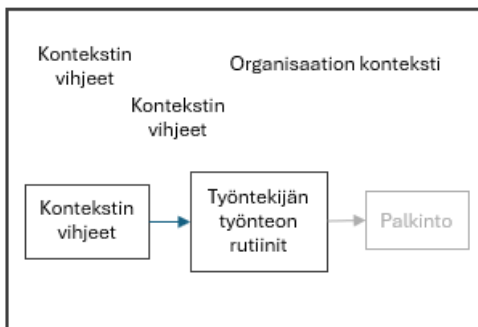 Kontekstin
vihjeet
Organisaation konteksti
Kontekstin
vihjeet
Kontekstin
vihjeet
Työntekijän
työnteon
rutiinit
Palkinto